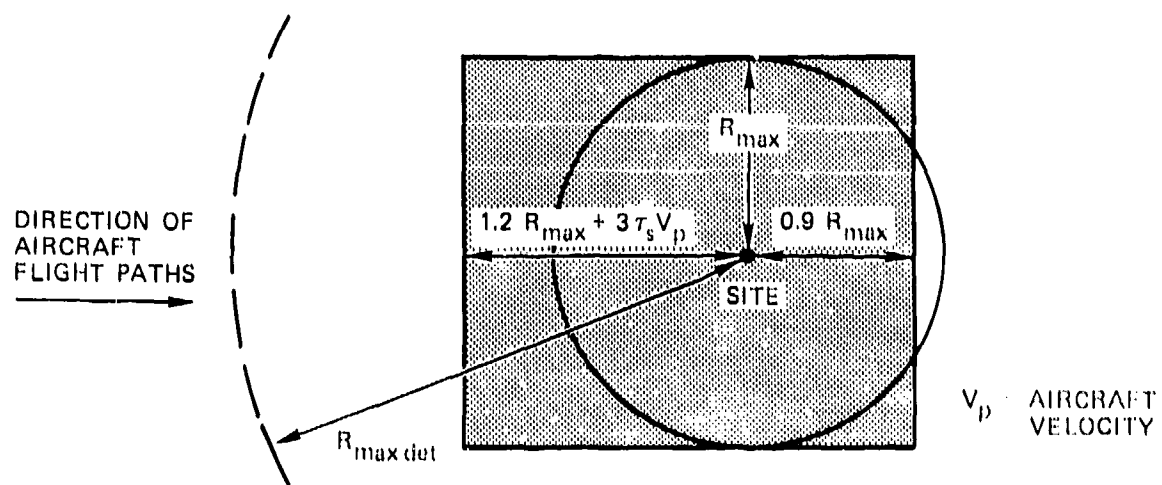 R_max
1.2 R_max + 3 τ_s V_p
0.9 R_max
DIRECTION OF
AIRCRAFT
FLIGHT PATHS
SITE
R_max det
V_p AIRCRAFT
VELOCITY